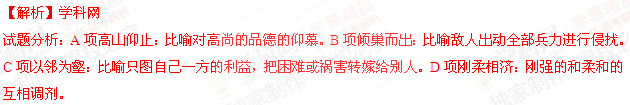 【解析】学科网
试题分析：A 项高山仰止：比喻对高尚的品德的仰慕。B 项倾巢而出：比喻敌人出动全部兵力进行侵扰。
C 项以邻为壑：比喻只图自己一方的利益，把困难或祸害转嫁给别人。D 项刚柔相济：刚强的和柔和的
互相调剂。